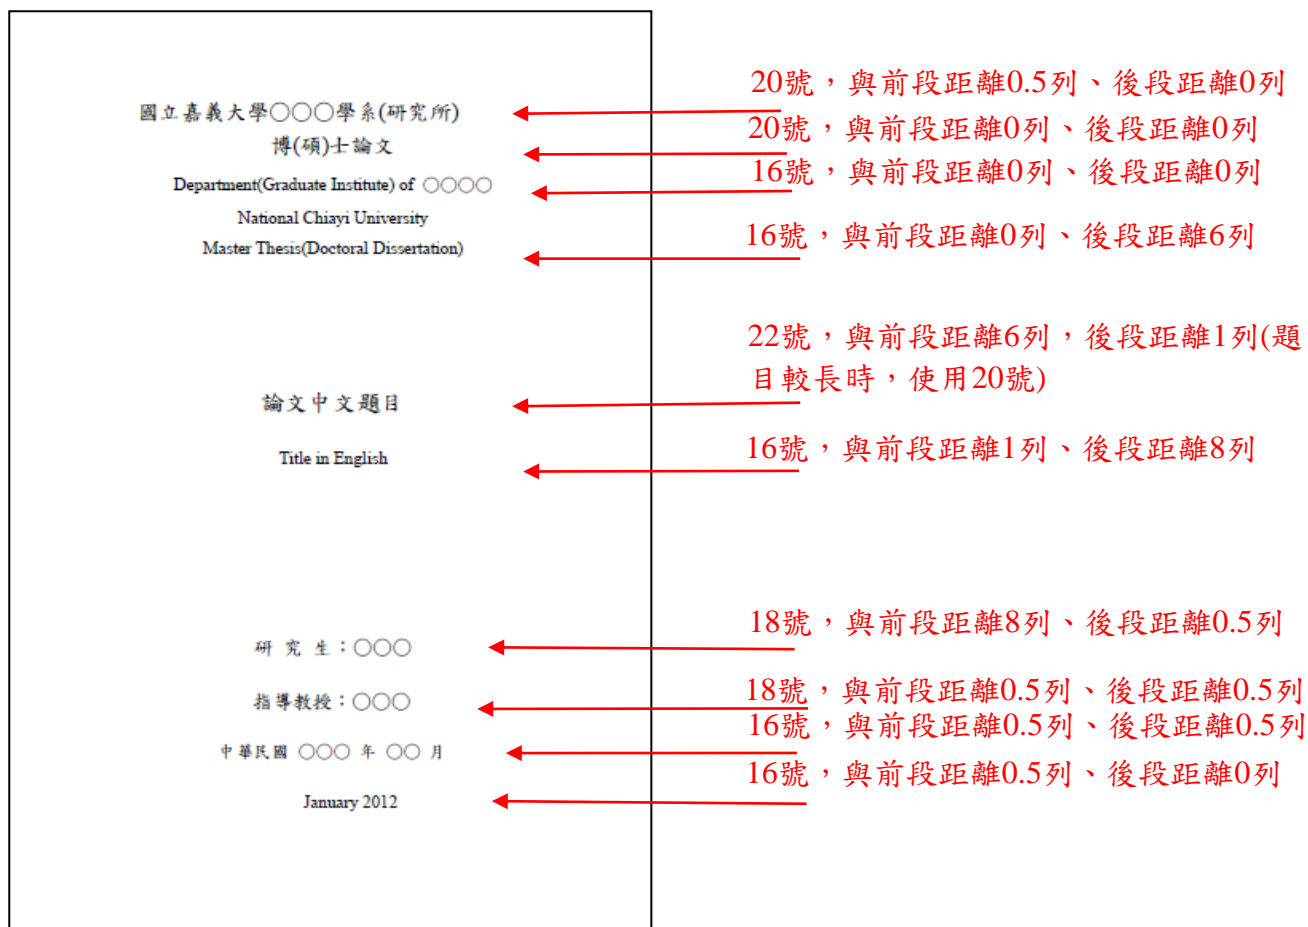 國立嘉義大學○○○學系(研究所)
博(碩)士論文
Department(Graduate Institute) of ○○○○
National Chiayi University
Master Thesis(Doctoral Dissertation)
論文中文題目
Title in English
研 究 生：○○○
指導教授：○○○
中華民國 ○○○ 年 ○○ 月
January 2012
20號，與前段距離0.5列、後段距離0列
20號，與前段距離0列、後段距離0列
16號，與前段距離0列、後段距離0列
16號，與前段距離0列、後段距離6列
22號，與前段距離6列，後段距離1列(題
目較長時，使用20號)
16號，與前段距離1列、後段距離8列
18號，與前段距離8列、後段距離0.5列
18號，與前段距離0.5列、後段距離0.5列
16號，與前段距離0.5列、後段距離0.5列
16號，與前段距離0.5列、後段距離0列